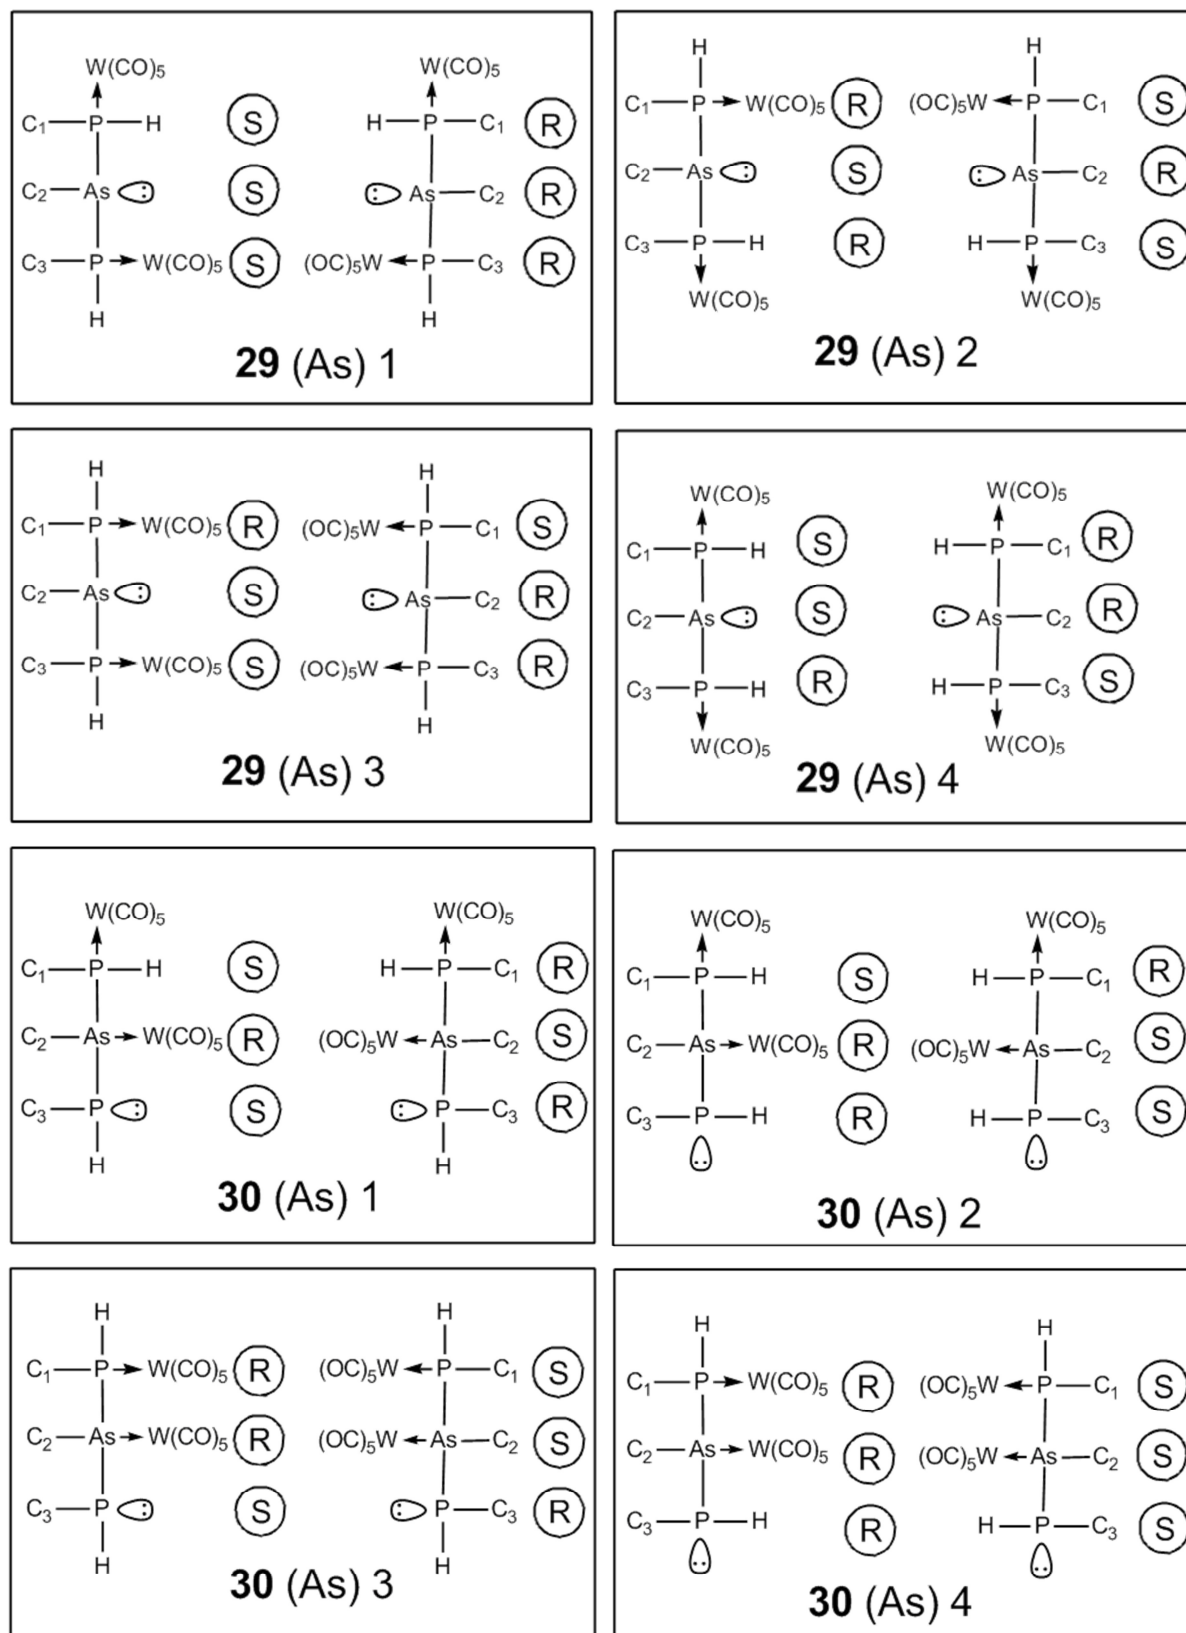 W(CO)₅ W(CO)₅
C₁ P H S H P C₁ R
C₂ As S As C₂ R
C₃ P W(CO)₅ S (OC)₅W P C₃ R
H H
29 (As) 1
H H
C₁ P W(CO)₅ R (OC)₅W P C₁ S
C₂ As S As C₂ R
C₃ P H R H P C₃ S
W(CO)₅ W(CO)₅
29 (As) 2
H H
C₁ P W(CO)₅ R (OC)₅W P C₁ S
C₂ As S As C₂ R
C₃ P W(CO)₅ S (OC)₅W P C₃ R
H H
29 (As) 3
W(CO)₅ W(CO)₅
C₁ P H S H P C₁ R
C₂ As S As C₂ R
C₃ P H R H P C₃ S
W(CO)₅ W(CO)₅
29 (As) 4
W(CO)₅ W(CO)₅
C₁ P H S H P C₁ R
C₂ As W(CO)₅ R (OC)₅W As C₂ S
C₃ P S P C₃ R
H H
30 (As) 1
W(CO)₅ W(CO)₅
C₁ P H S H P C₁ R
C₂ As W(CO)₅ R (OC)₅W As C₂ S
C₃ P H R H P C₃ S
30 (As) 2
H H
C₁ P W(CO)₅ R (OC)₅W P C₁ S
C₂ As W(CO)₅ R (OC)₅W As C₂ S
C₃ P S P C₃ R
H H
30 (As) 3
H H
C₁ P W(CO)₅ R (OC)₅W P C₁ S
C₂ As W(CO)₅ R (OC)₅W As C₂ S
C₃ P H R H P C₃ S
30 (As) 4